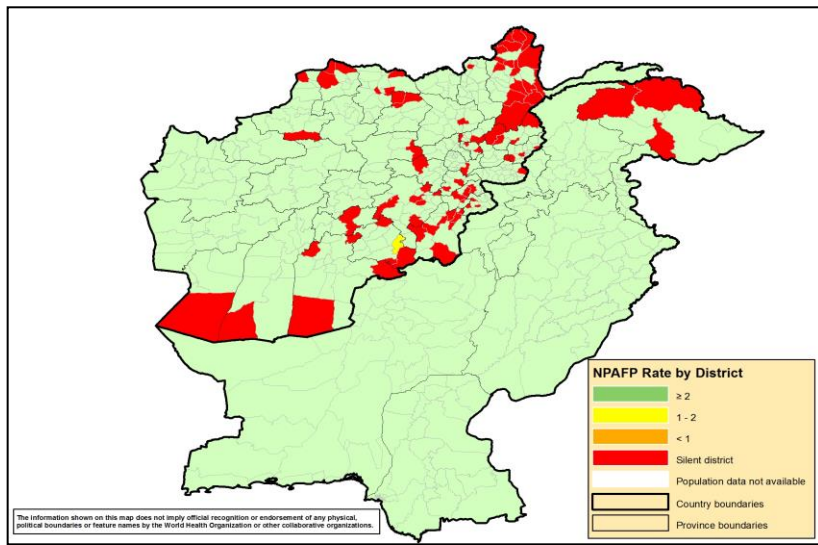 NPAFP Rate by District
≥ 2
1 - 2
< 1
Silent district
Population data not available
Country boundaries
Province boundaries
The information shown on this map does not imply official recognition or endorsement of any physical,
political boundaries or feature names by the World Health Organization or other collaborative organizations.